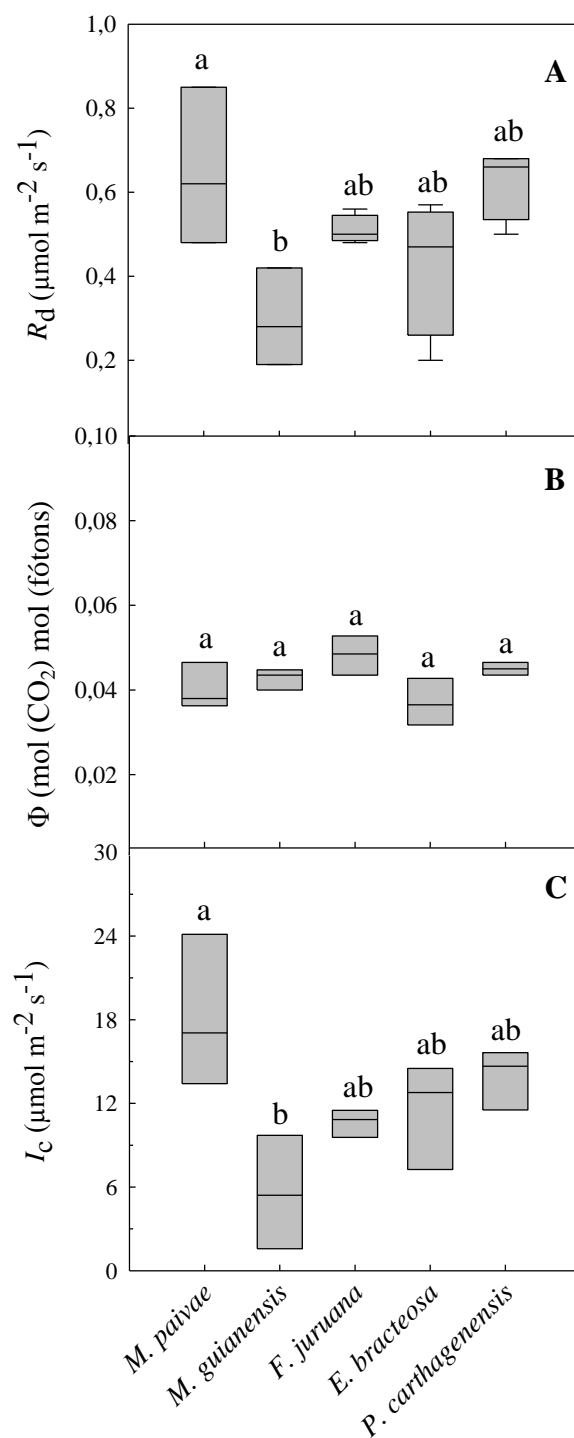 1,0
A
a
0,8
ab
ab
ab
0,6
b
0,4
0,2
R_d (μmol m⁻² s⁻¹)
0,10
B
0,08
0,06
a
a
a
a
a
0,04
0,02
Φ (mol (CO₂) mol (fótons)
30
C
a
24
18
ab
ab
ab
12
b
6
0
I_c (μmol m⁻² s⁻¹)
M. paivae
M. guianensis
F. juruana
E. bracteosa
P. carthagenensis